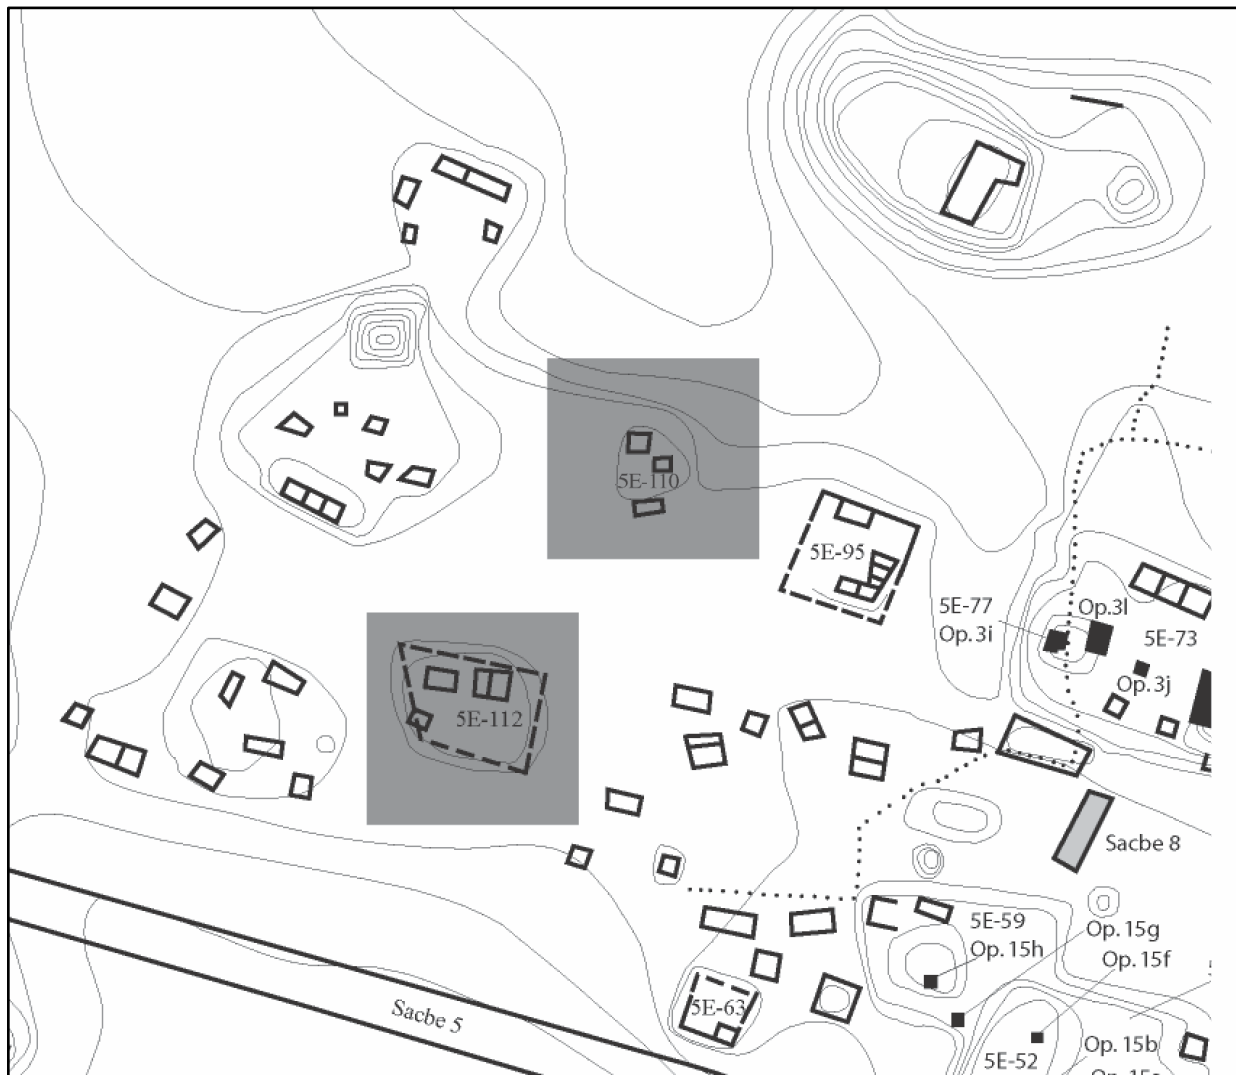 5E-110
5E-95
5E-77
Op.3i
Op.3l
5E-73
Op.3j
5E-112
Sacbe 8
5E-59
Op. 15h
Op. 15g
Op. 15f
5E-63
Sacbe 5
5E-52
Op. 15b